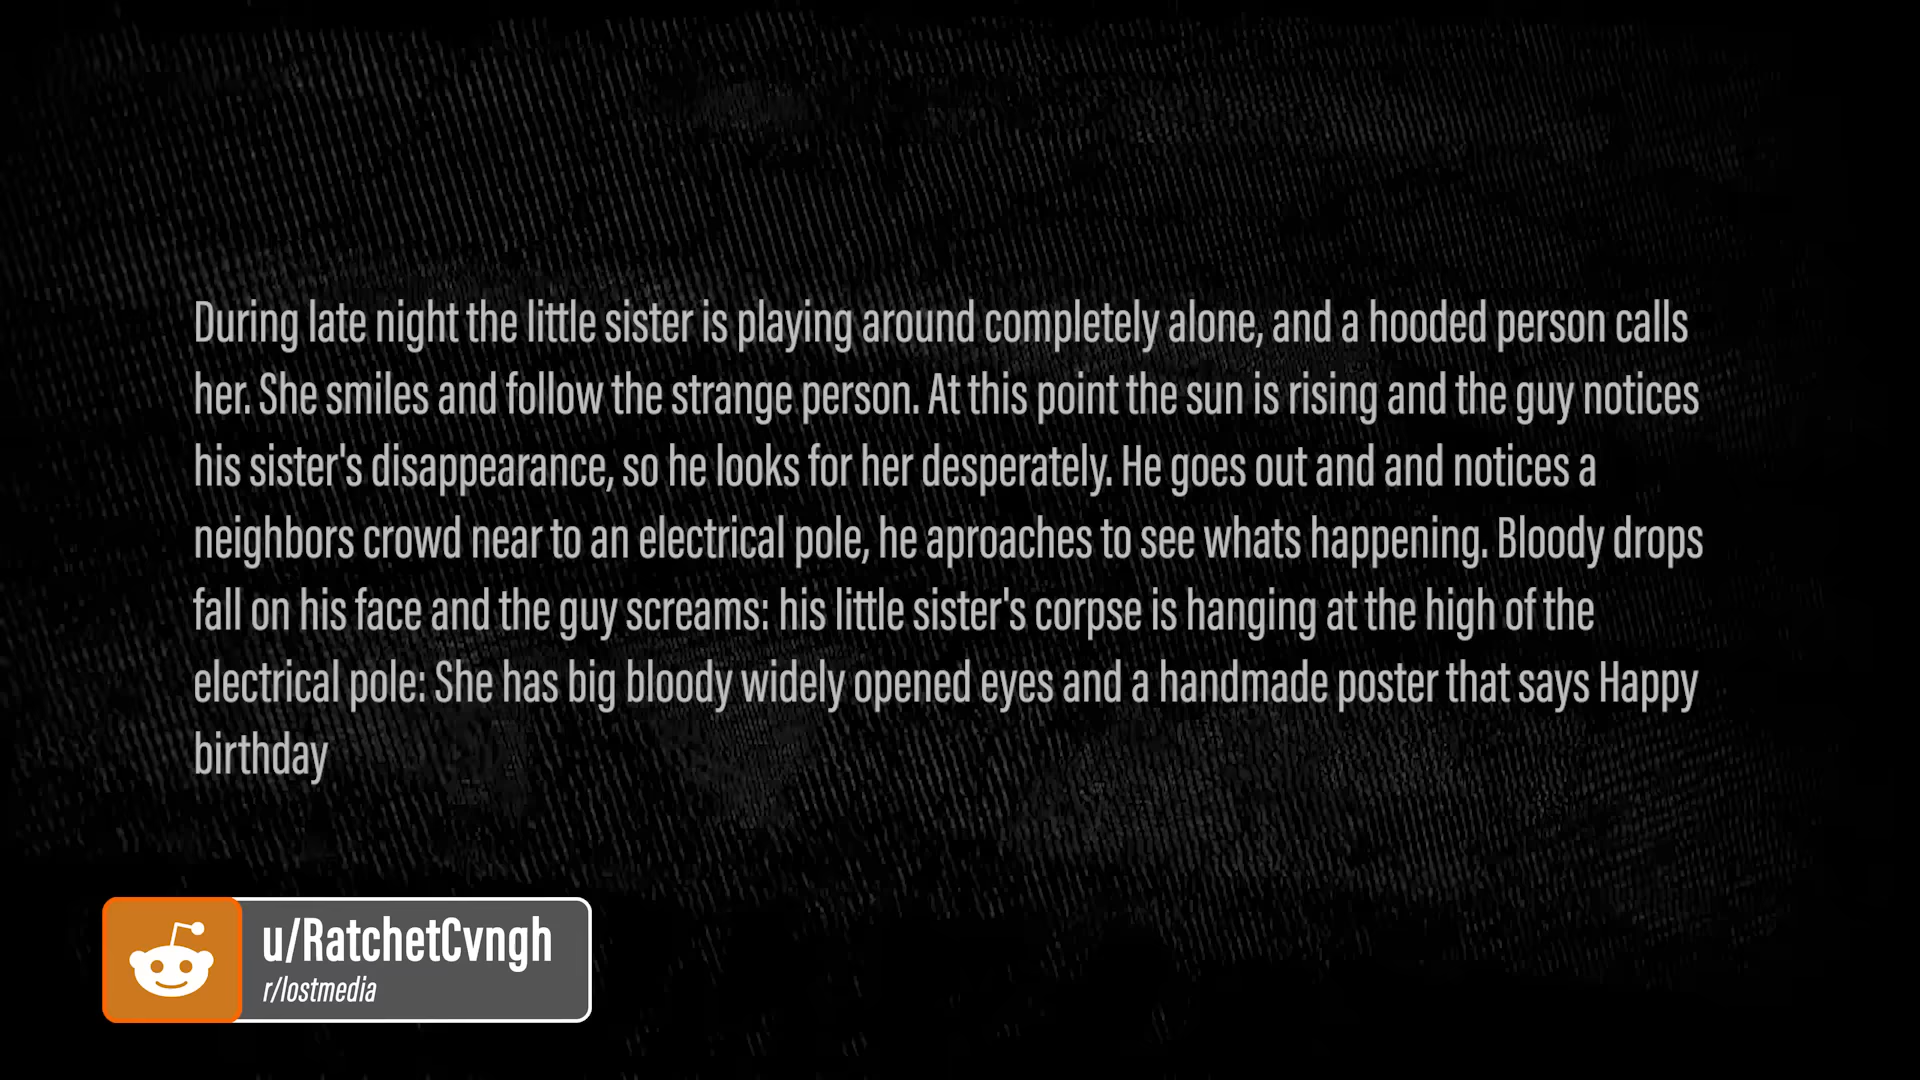 During late night the little sister is playing around completely alone, and a hooded person calls
her. She smiles and follow the strange person. At this point the sun is rising and the guy notices
his sister's disappearance, so he looks for her desperately. He goes out and and notices a
neighbors crowd near to an electrical pole, he aproaches to see whats happening. Bloody drops
fall on his face and the guy screams: his little sister's corpse is hanging at the high of the
electrical pole: She has big bloody widely opened eyes and a handmade poster that says Happy
birthday
u/RatchetCvngh
r/lostmedia